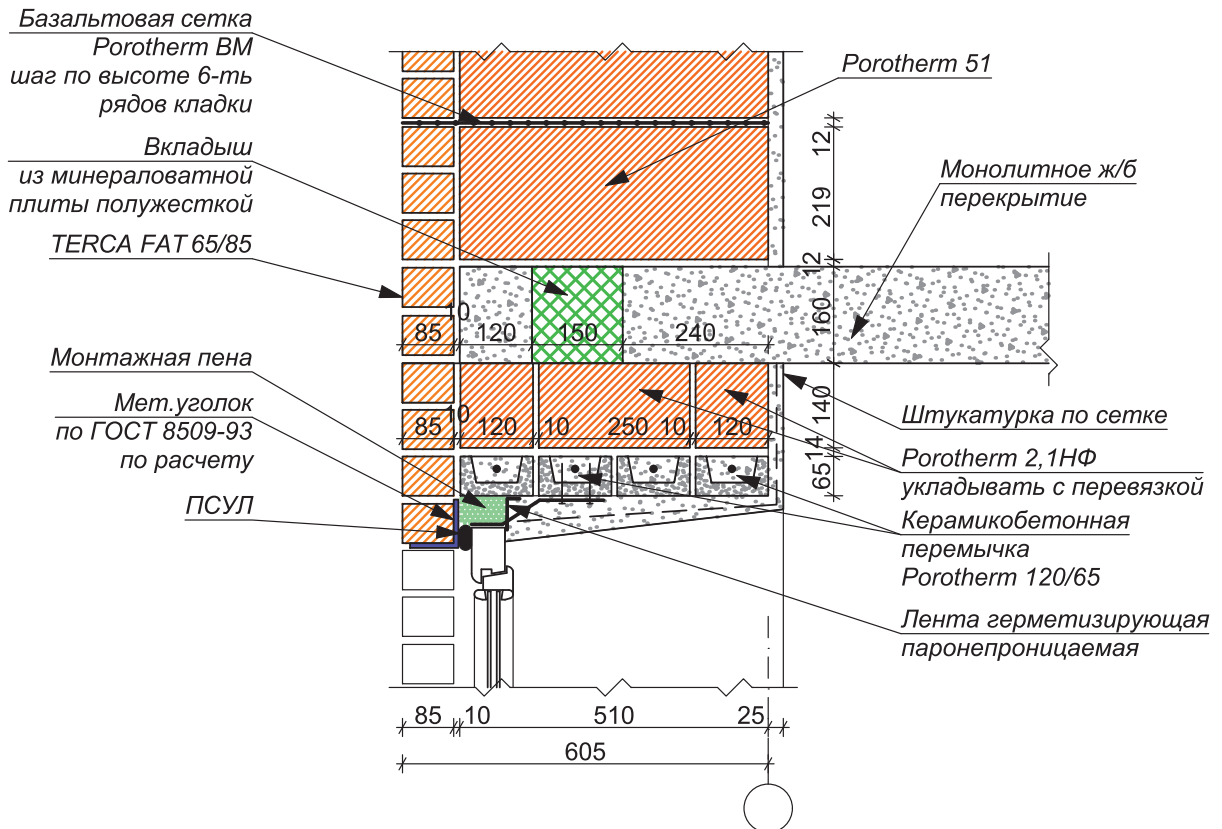 Базальтовая сетка
Porotherm BM
шаг по высоте 6-ть
рядов кладки
Вкладыш
из минераловатной
плиты полужесткой
TERCA FAT 65/85
Монтажная пена
Мет.уголок
по ГОСТ 8509-93
по расчету
ПСУЛ
Porotherm 51
Монолитное ж/б
перекрытие
Штукатурка по сетке
Porotherm 2,1НФ
укладывать с перевязкой
Керамикобетонная
перемычка
Porotherm 120/65
Лента герметизирующая
паронепроницаемая
12
219
12
160
140
14
65
85 10 120 150 240
85 10 120 10 250 10 120
85 10 510 25
605